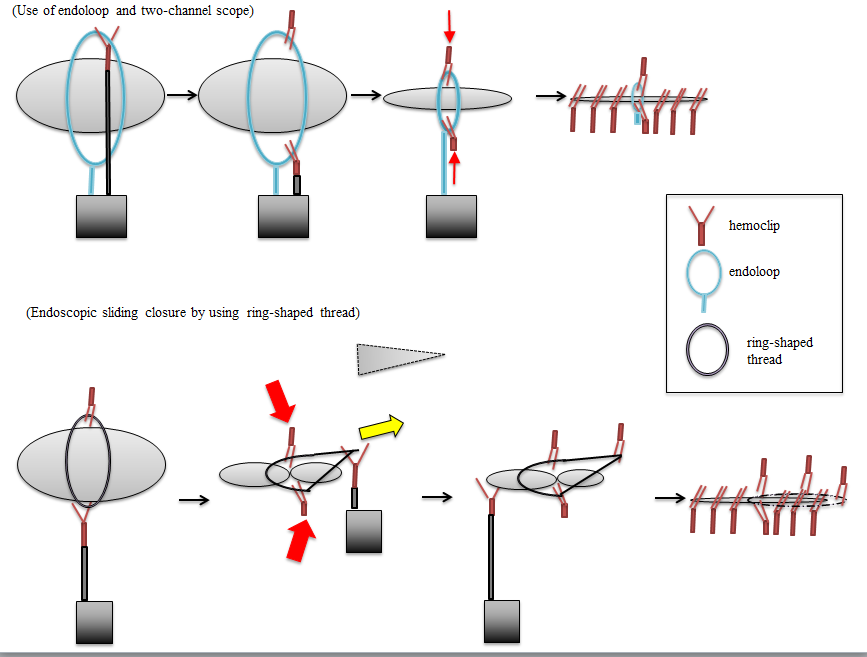 (Use of endoloop and two-channel scope)
hemoclip
endoloop
(Endoscopic sliding closure by using ring-shaped thread)
ring-shaped
thread